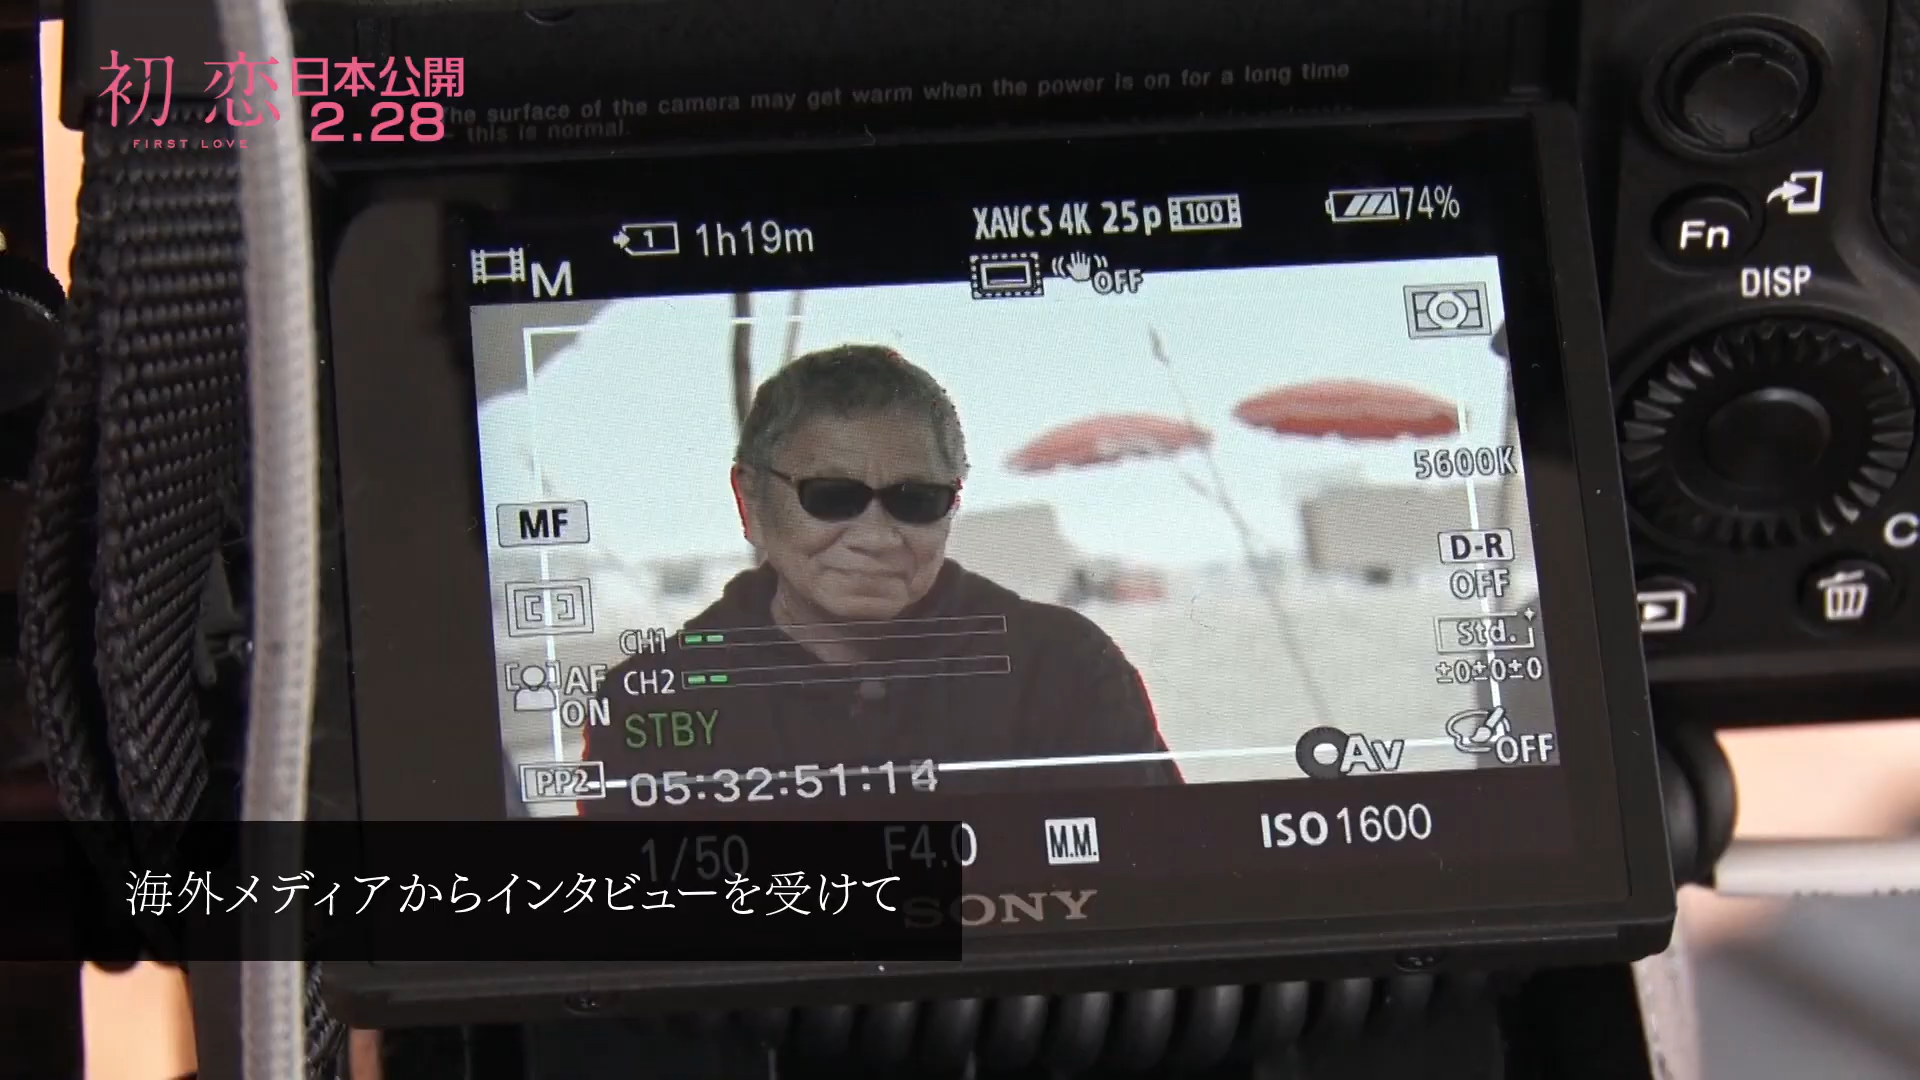 初恋
FIRST LOVE
日本公開
2.28
The surface of the camera may get warm when the power is on for a long time
- this is normal.
M
1
1h19m
XAVC S 4K 25p 100
74%
OFF
Fn
DISP
5600K
MF
D-R
OFF
Std.
±0±0±0
AF
ON
CH1
CH2
STBY
PP2
05:32:51:14
Av
OFF
1/50
F4.0
M.M.
ISO 1600
C
SONY
海外メディアからインタビューを受けて